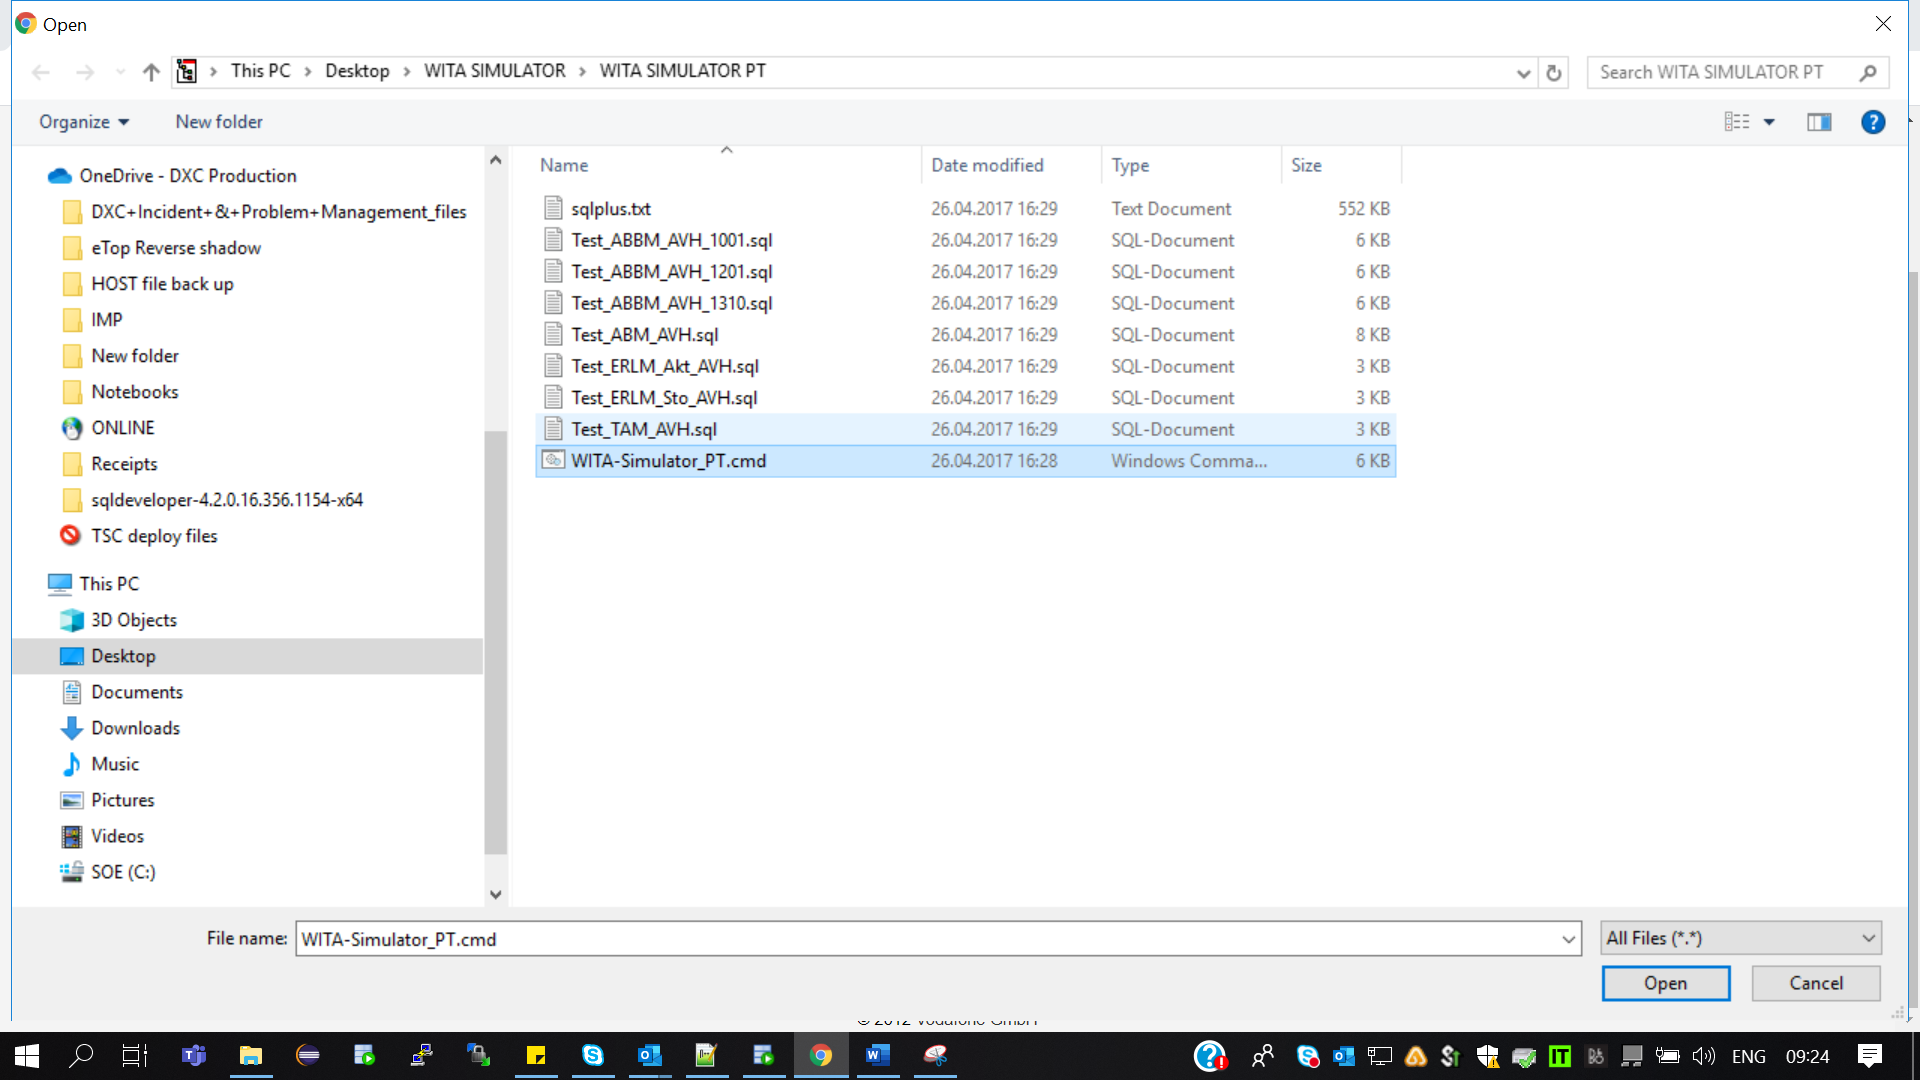 Open
This PC > Desktop > WITA SIMULATOR > WITA SIMULATOR PT
Search WITA SIMULATOR PT
Organize
New folder
?
OneDrive - DXC Production
DXC+Incident+&+Problem+Management_files
eTop Reverse shadow
HOST file back up
IMP
New folder
Notebooks
ONLINE
Receipts
sqldeveloper-4.2.0.16.356.1154-x64
TSC deploy files
This PC
3D Objects
Desktop
Documents
Downloads
Music
Pictures
Videos
SOE (C:)
Name Date modified Type Size
sqlplus.txt 26.04.2017 16:29 Text Document 552 KB
Test_ABBM_AVH_1001.sql 26.04.2017 16:29 SQL-Document 6 KB
Test_ABBM_AVH_1201.sql 26.04.2017 16:29 SQL-Document 6 KB
Test_ABBM_AVH_1310.sql 26.04.2017 16:29 SQL-Document 6 KB
Test_ABM_AVH.sql 26.04.2017 16:29 SQL-Document 8 KB
Test_ERLM_Akt_AVH.sql 26.04.2017 16:29 SQL-Document 3 KB
Test_ERLM_Sto_AVH.sql 26.04.2017 16:29 SQL-Document 3 KB
Test_TAM_AVH.sql 26.04.2017 16:29 SQL-Document 3 KB
WITA-Simulator_PT.cmd 26.04.2017 16:28 Windows Comma... 6 KB
File name: WITA-Simulator_PT.cmd
All Files (*.*)
Open
Cancel
© 2012 Vodafone GmbH
IT
ENG
09:24